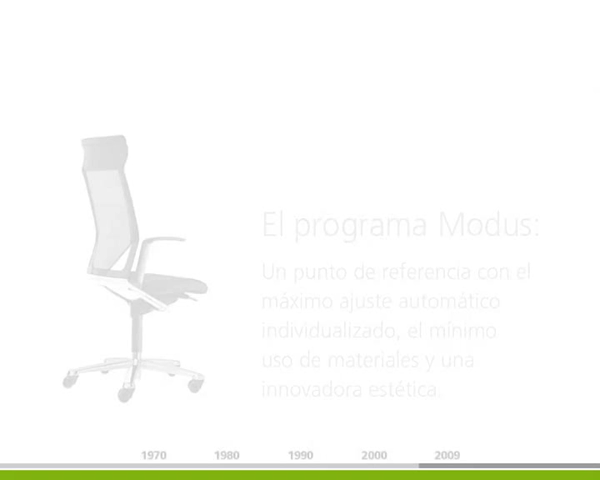 El programa Modus:
Un punto de referencia con el
máximo ajuste automático
individualizado, el mínimo
uso de materiales y una
innovadora estética.
1970 1980 1990 2000 2009